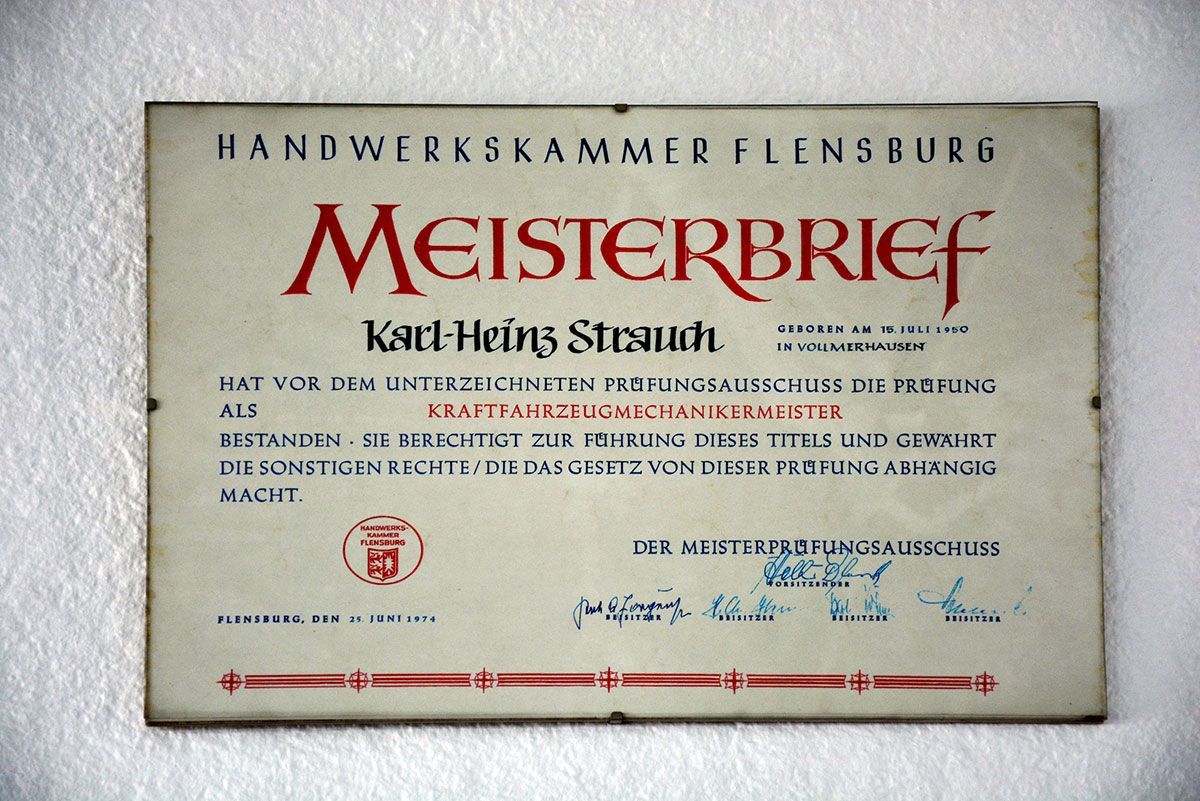 HANDWERKSKAMMER FLENSBURG
MEISTERBRIEF
Karl-Heinz Strauch
GEBOREN AM 15. JULI 1950
IN VOLLMERHAUSEN
HAT VOR DEM UNTERZEICHNETEN PRÜFUNGSAUSSCHUSS DIE PRÜFUNG
ALS KRAFTFAHRZEUGMECHANIKERMEISTER
BESTANDEN · SIE BERECHTIGT ZUR FÜHRUNG DIESES TITELS UND GEWÄHRT
DIE SONSTIGEN RECHTE / DIE DAS GESETZ VON DIESER PRÜFUNG ABHÄNGIG
MACHT.
HANDWERKS-
KAMMER
FLENSBURG
DER MEISTERPRÜFUNGSAUSSCHUSS
VORSITZENDER
BEISITZER BEISITZER BEISITZER BEISITZER
FLENSBURG, DEN 25. JUNI 1974